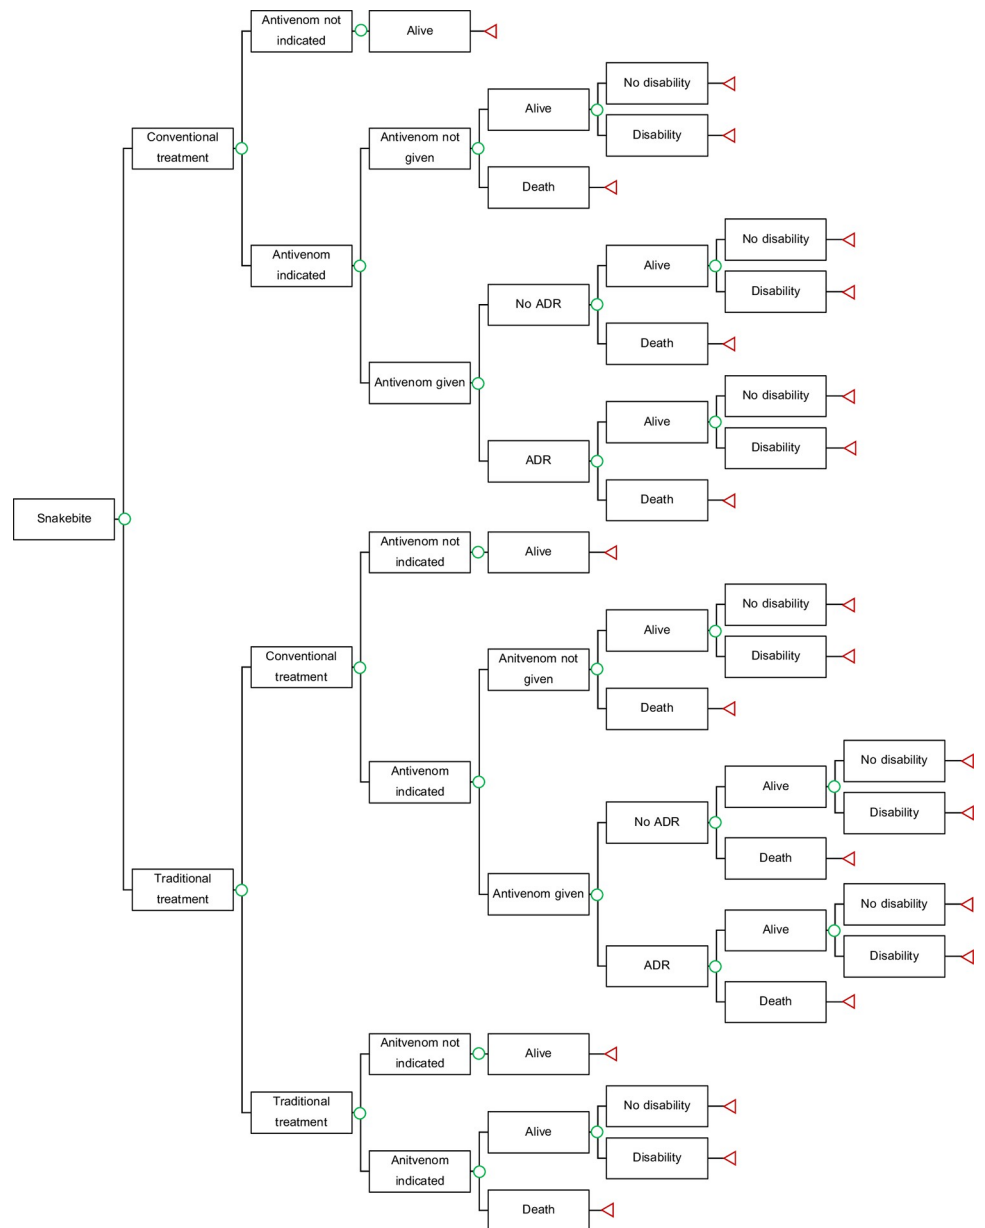 Antivenom not
indicated
Alive
No disability
Alive
Disability
Conventional
treatment
Antivenom not
given
Death
No disability
Alive
Antivenom
indicated
Disability
No ADR
Death
Antivenom given
No disability
Alive
Disability
ADR
Death
Snakebite
Antivenom not
indicated
Alive
No disability
Alive
Disability
Conventional
treatment
Anitvenom not
given
Death
No disability
Alive
Antivenom
indicated
Disability
No ADR
Death
Traditional
treatment
Antivenom given
No disability
Alive
Disability
ADR
Death
Anitvenom not
indicated
Alive
No disability
Traditional
treatment
Alive
Disability
Anitvenom
indicated
Death